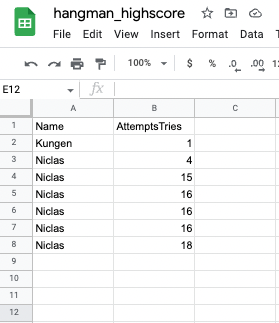 hangman_highscore
File Edit View Insert Format Data
100% $ % .0 .00
E12 fx
A B C
1 Name AttemptsTries
2 Kungen 1
3 Niclas 4
4 Niclas 15
5 Niclas 16
6 Niclas 16
7 Niclas 16
8 Niclas 18
9
10
11
12